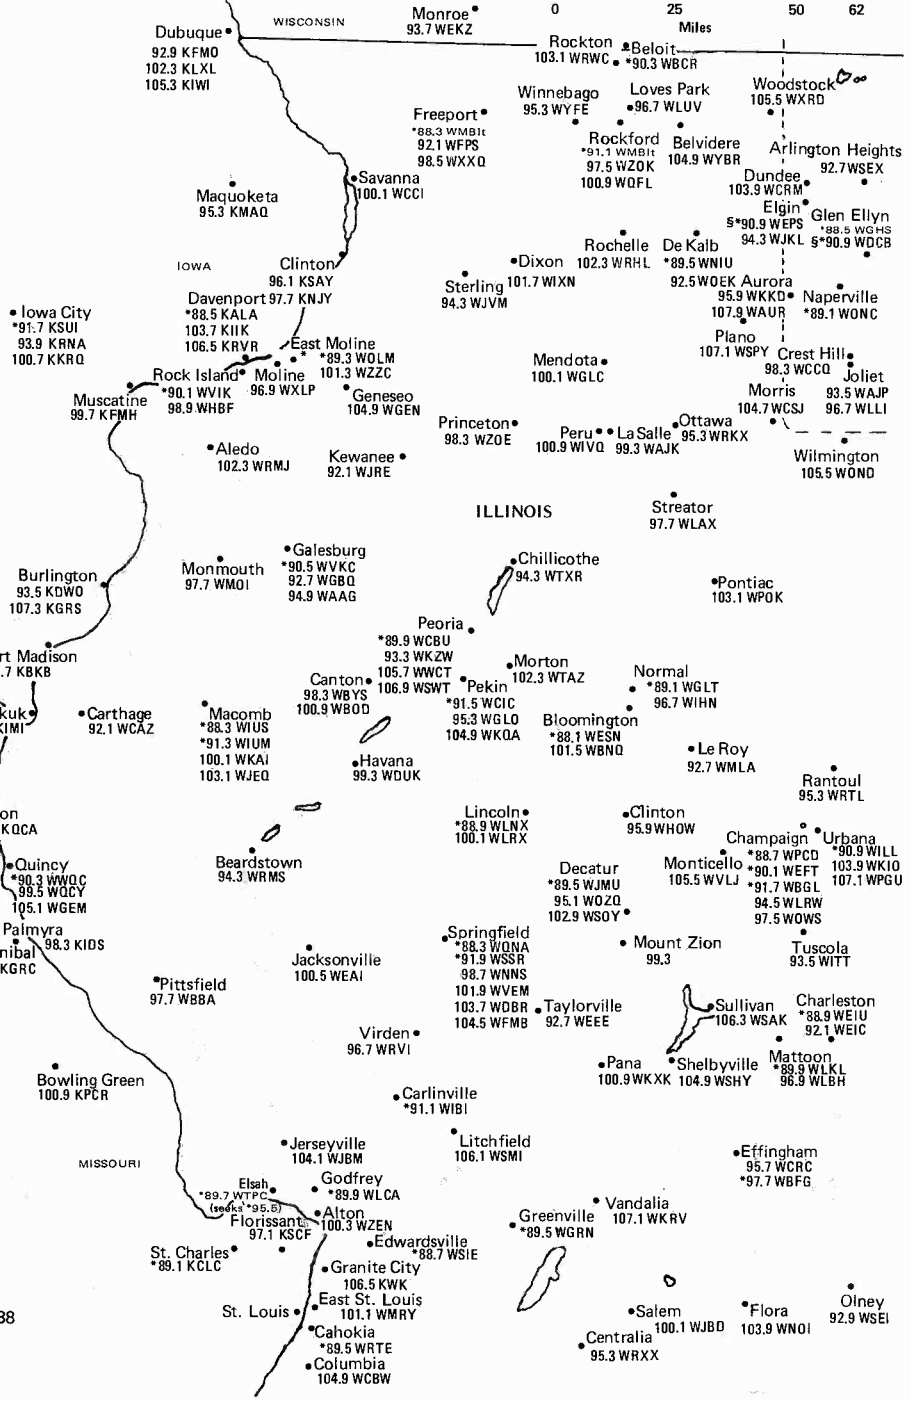 0 25 50 62
Miles
WISCONSIN
Monroe
93.7 WEKZ
Dubuque
92.9 KFMO
102.3 KLXL
105.3 KIWI
Rockton
103.1 WRWC
Beloit
*90.3 WBCR
Winnebago
95.3 WYFE
Loves Park
96.7 WLUV
Woodstock
105.5 WXRD
Freeport
*88.3 WMBIt
92.1 WFPS
98.5 WXXQ
Rockford
*91.1 WMBIt
97.5 WZOK
100.9 WQFL
Belvidere
104.9 WYBR
Arlington Heights
92.7 WSEX
Savanna
100.1 WCCI
Maquoketa
95.3 KMAQ
Dundee
103.9 WCRM
Elgin
§*90.9 WEPS
94.3 WJKL
Glen Ellyn
*88.5 WGHS
§*90.9 WDCB
IOWA
Clinton
96.1 KSAY
97.7 KNJY
Dixon
101.7 WIXN
Rochelle
102.3 WRHL
De Kalb
*89.5 WNIU
92.5 WDEK
Sterling
94.3 WJVM
Aurora
95.9 WKKD
107.9 WAUR
Naperville
*89.1 WONC
Iowa City
*91.7 KSUI
93.9 KRNA
100.7 KKRQ
Davenport
*88.5 KALA
103.7 KIIK
106.5 KRVR
East Moline
*
*89.3 WOLM
101.3 WZZC
Plano
107.1 WSPY
Crest Hill
98.3 WCCQ
Joliet
93.5 WAJP
96.7 WLLI
Mendota
100.1 WGLC
Rock Island
*90.1 WVIK
98.9 WHBF
Moline
96.9 WXLP
Geneseo
104.9 WGEN
Muscatine
99.7 KFMH
Morris
104.7 WCSJ
Princeton
98.3 WZOE
Peru
100.9 WIVQ
La Salle
99.3 WAJK
Ottawa
95.3 WRKX
Aledo
102.3 WRMJ
Kewanee
92.1 WJRE
Wilmington
105.5 WOND
ILLINOIS
Streator
97.7 WLAX
Galesburg
*90.5 WVKC
92.7 WGBQ
94.9 WAAG
Monmouth
97.7 WMOI
Chillicothe
94.3 WTXR
Burlington
93.5 KDWD
107.3 KGRS
Pontiac
103.1 WPOK
Peoria
*89.9 WCBU
93.3 WKZW
105.7 WWCT
106.9 WSWT
rt Madison
.7 KBKB
Morton
102.3 WTAZ
Normal
*89.1 WGLT
96.7 WIHN
Canton
98.3 WBYS
100.9 WBOD
Pekin
*91.5 WCIC
95.3 WGLO
104.9 WKQA
kuk
KIMI
Carthage
92.1 WCAZ
Macomb
*88.3 WIUS
*91.3 WIUM
100.1 WKAI
103.1 WJEQ
Bloomington
*88.1 WESN
101.5 WBNQ
Le Roy
92.7 WMLA
Havana
99.3 WDUK
Rantoul
95.3 WRTL
on
KQCA
Lincoln
*88.9 WLNX
100.1 WLRX
Clinton
95.9 WHOW
Champaign
*88.7 WPCD
*90.1 WEFT
*91.7 WBGL
94.5 WLRW
97.5 WOWS
Urbana
*90.9 WILL
103.9 WKIO
107.1 WPGU
Quincy
*90.3 WWQC
99.5 WQCY
105.1 WGEM
Beardstown
94.3 WRMS
Decatur
*89.5 WJMU
95.1 WDZQ
102.9 WSOY
Monticello
105.5 WVLJ
Palmyra
98.3 KIDS
nibal
KGRC
Springfield
*88.3 WQNA
*91.9 WSSR
98.7 WNNS
101.9 WVEM
103.7 WDBR
104.5 WFMB
Mount Zion
99.3
Tuscola
93.5 WITT
Jacksonville
100.5 WEAI
Pittsfield
97.7 WBBA
Taylorville
92.7 WEEE
Sullivan
106.3 WSAK
Charleston
*88.9 WEIU
92.1 WEIC
Virden
96.7 WRVI
Mattoon
*89.9 WLKL
96.9 WLBH
Pana
100.9 WKXK
Shelbyville
104.9 WSHY
Bowling Green
100.9 KPCR
Carlinville
*91.1 WIBI
Litchfield
106.1 WSMI
Jerseyville
104.1 WJBM
Effingham
95.7 WCRC
*97.7 WBFG
MISSOURI
Elsah
*89.7 WTPC
(seeks *95.5)
Godfrey
*89.9 WLCA
Vandalia
107.1 WKRV
Alton
100.3 WZEN
Florissant
97.1 KSCF
Greenville
*89.5 WGRN
Edwardsville
*88.7 WSIE
St. Charles
*89.1 KCLC
Granite City
106.5 KWK
38
St. Louis
East St. Louis
101.1 WMRY
Cahokia
*89.5 WRTE
Columbia
104.9 WCBW
Salem
100.1 WJBD
Flora
103.9 WNOI
Olney
92.9 WSEI
Centralia
95.3 WRXX